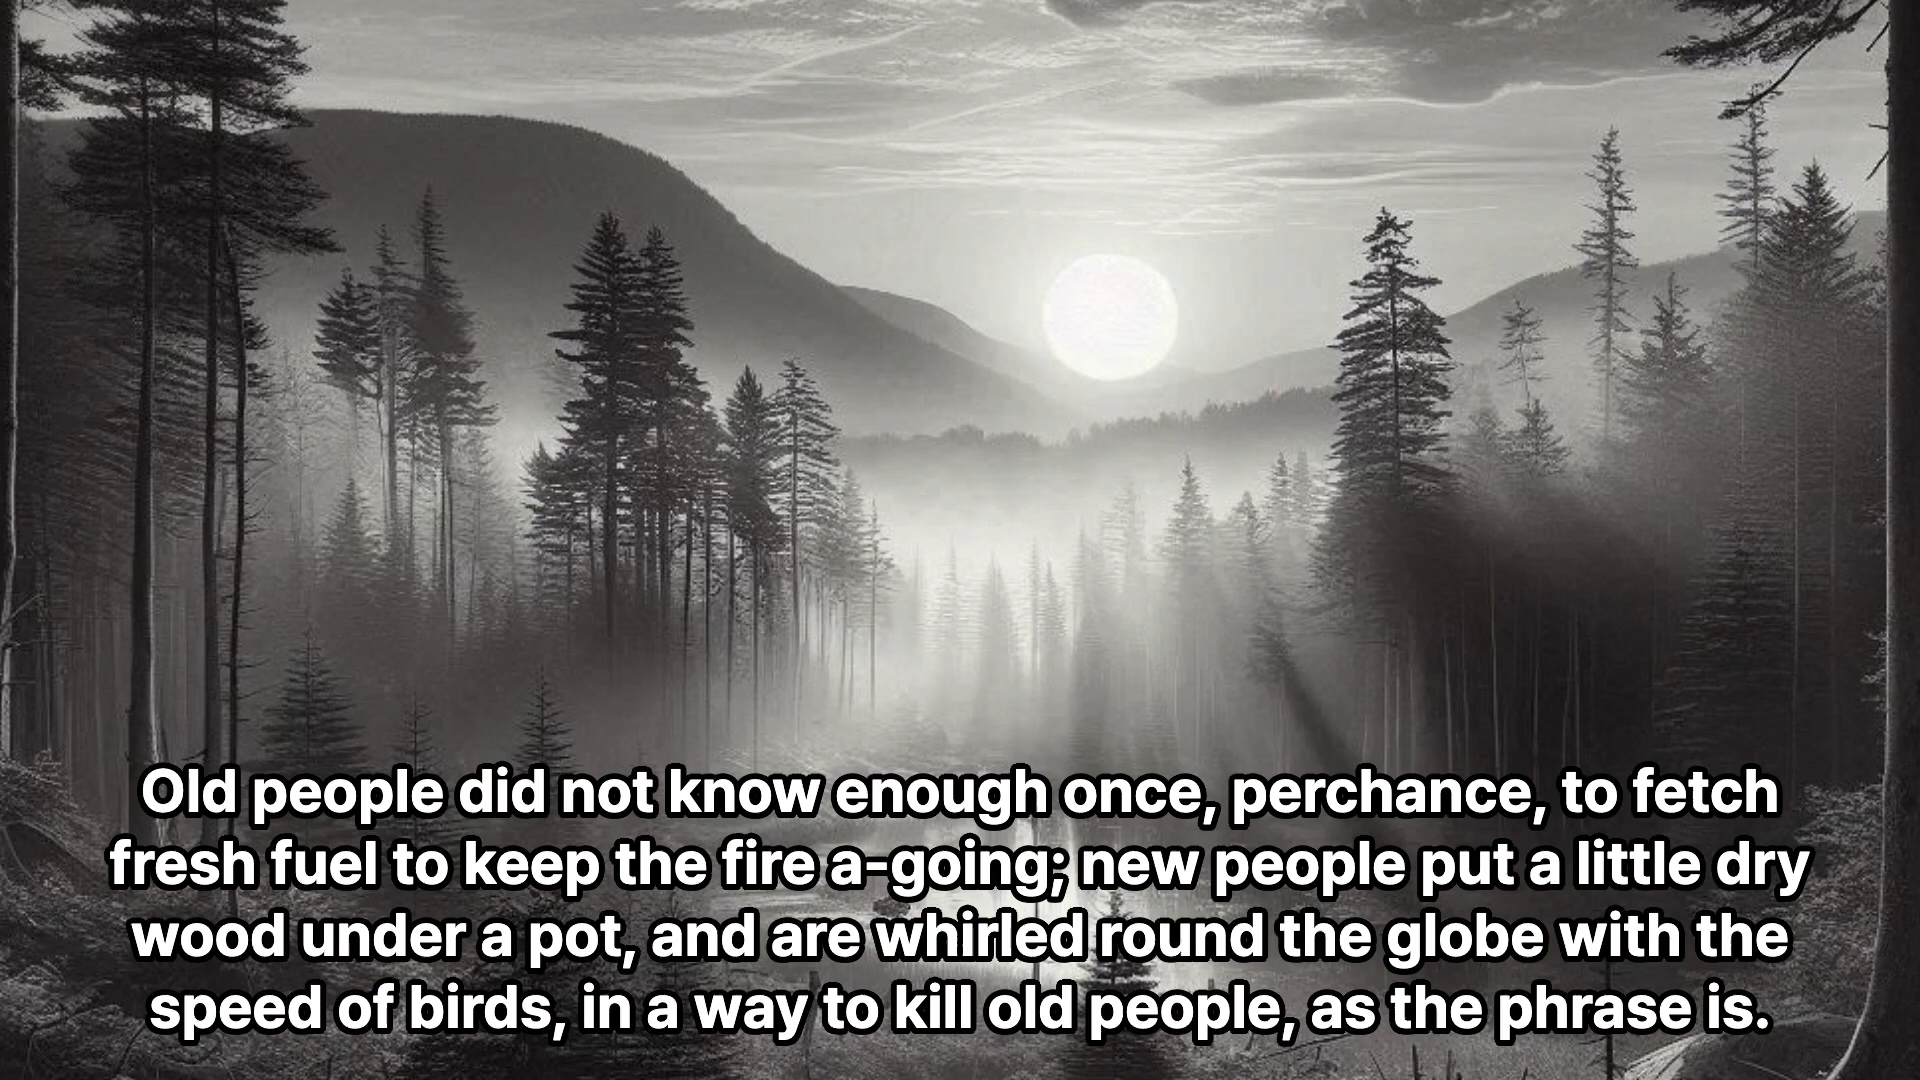 Old people did not know enough once, perchance, to fetch
fresh fuel to keep the fire a-going; new people put a little dry
wood under a pot, and are whirled round the globe with the
speed of birds, in a way to kill old people, as the phrase is.